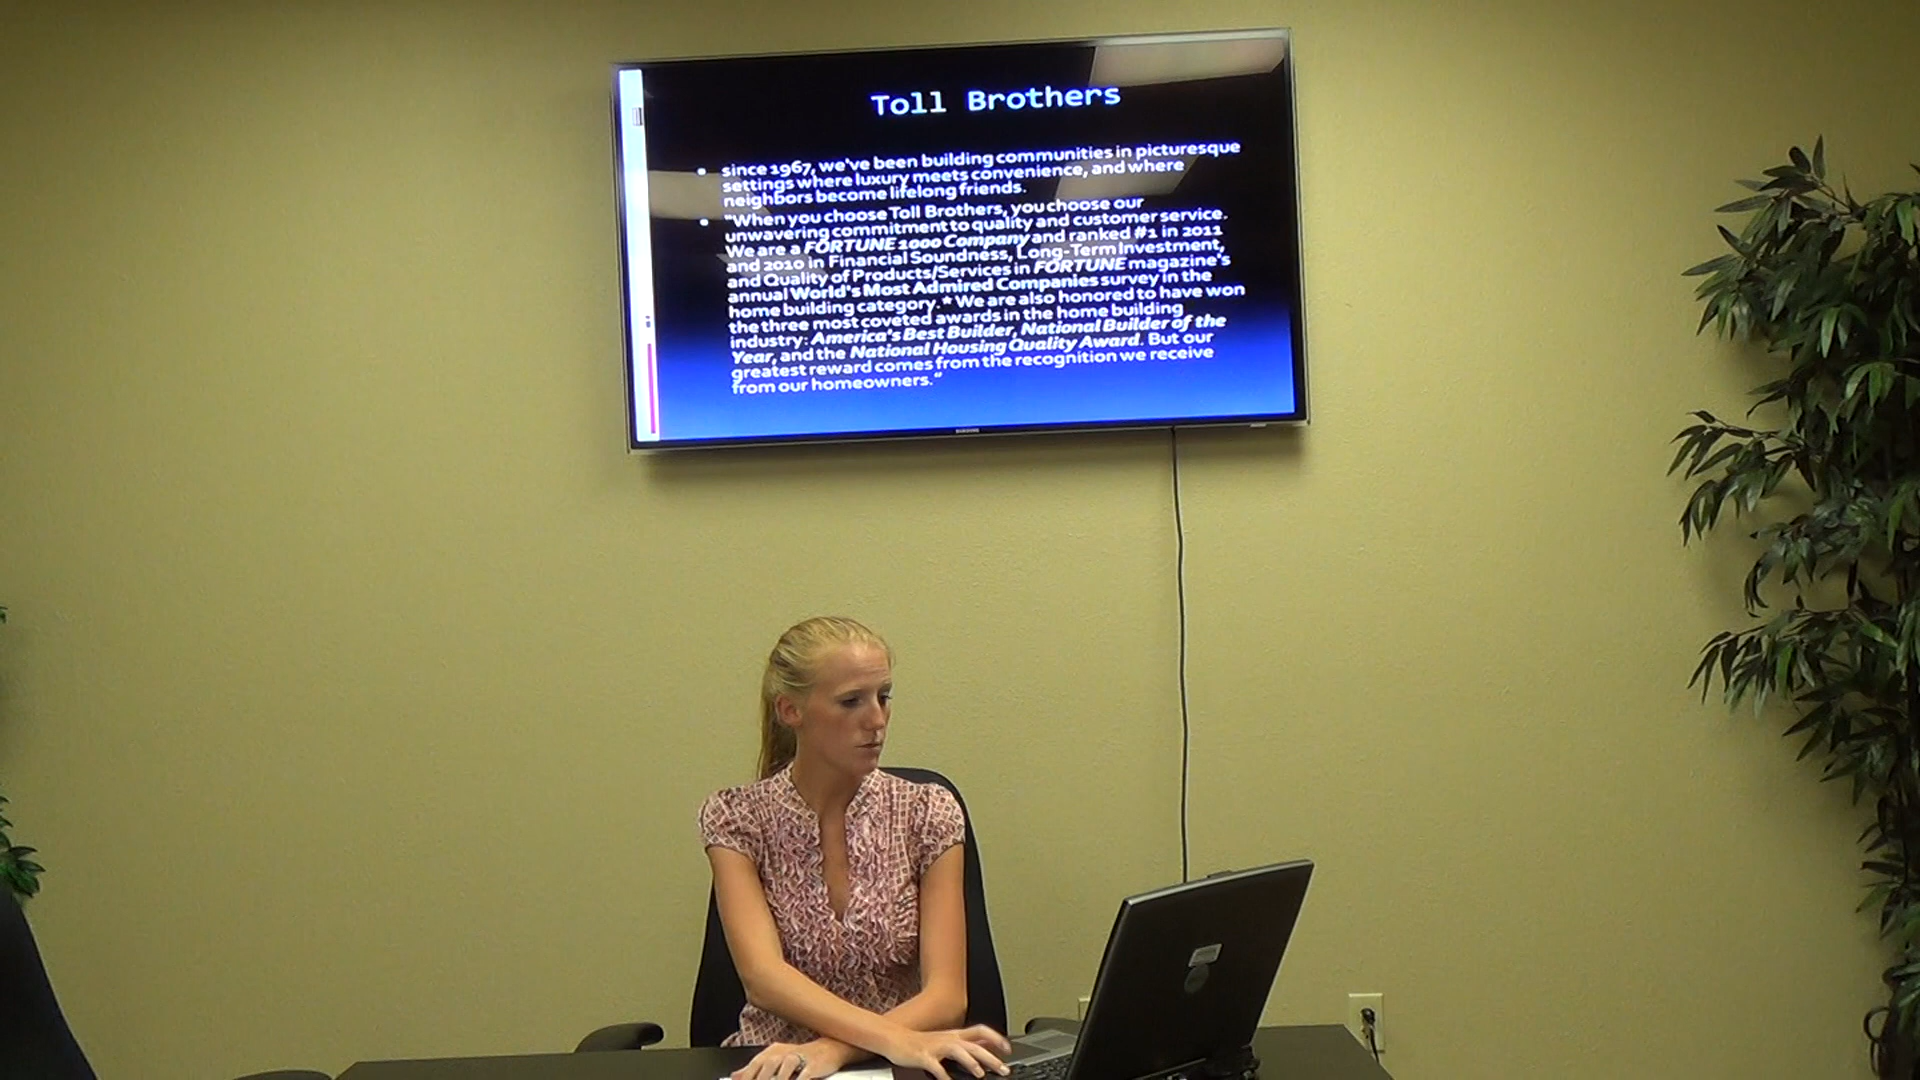 Toll Brothers
• since 1967, we've been building communities in picturesque
settings where luxury meets convenience, and where
neighbors become lifelong friends.
• "When you choose Toll Brothers, you choose our
unwavering commitment to quality and customer service.
We are a FORTUNE 1000 Company and ranked #1 in 2011
and 2010 in Financial Soundness, Long-Term Investment,
and Quality of Products/Services in FORTUNE magazine's
annual World's Most Admired Companies survey in the
home building category.* We are also honored to have won
the three most coveted awards in the home building
industry: America's Best Builder, National Builder of the
Year, and the National Housing Quality Award. But our
greatest reward comes from the recognition we receive
from our homeowners."
SAMSUNG